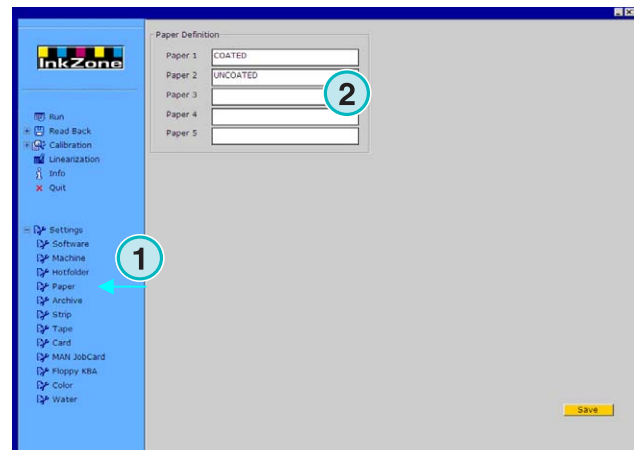 InkZone
Run
Read Back
Calibration
Linearization
Info
Quit
Settings
Software
Machine
Hotfolder
Paper
Archive
Strip
Tape
Card
MAN JobCard
Floppy KBA
Color
Water
1
Paper Definition
Paper 1 COATED
Paper 2 UNCOATED
Paper 3
Paper 4
Paper 5
2
Save